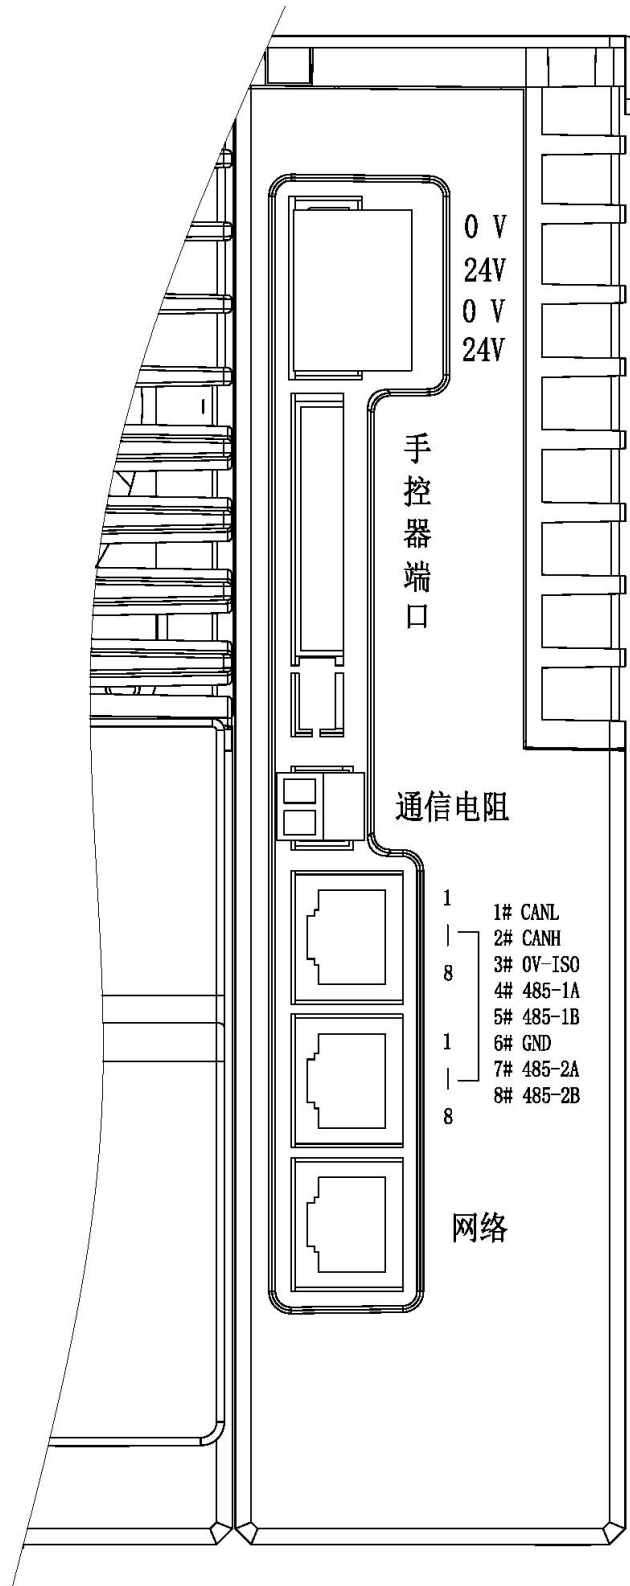 0 V
24V
0 V
24V
手控器端口
通信电阻
1
|
8
1
|
8
1# CANL
2# CANH
3# 0V-ISO
4# 485-1A
5# 485-1B
6# GND
7# 485-2A
8# 485-2B
网络